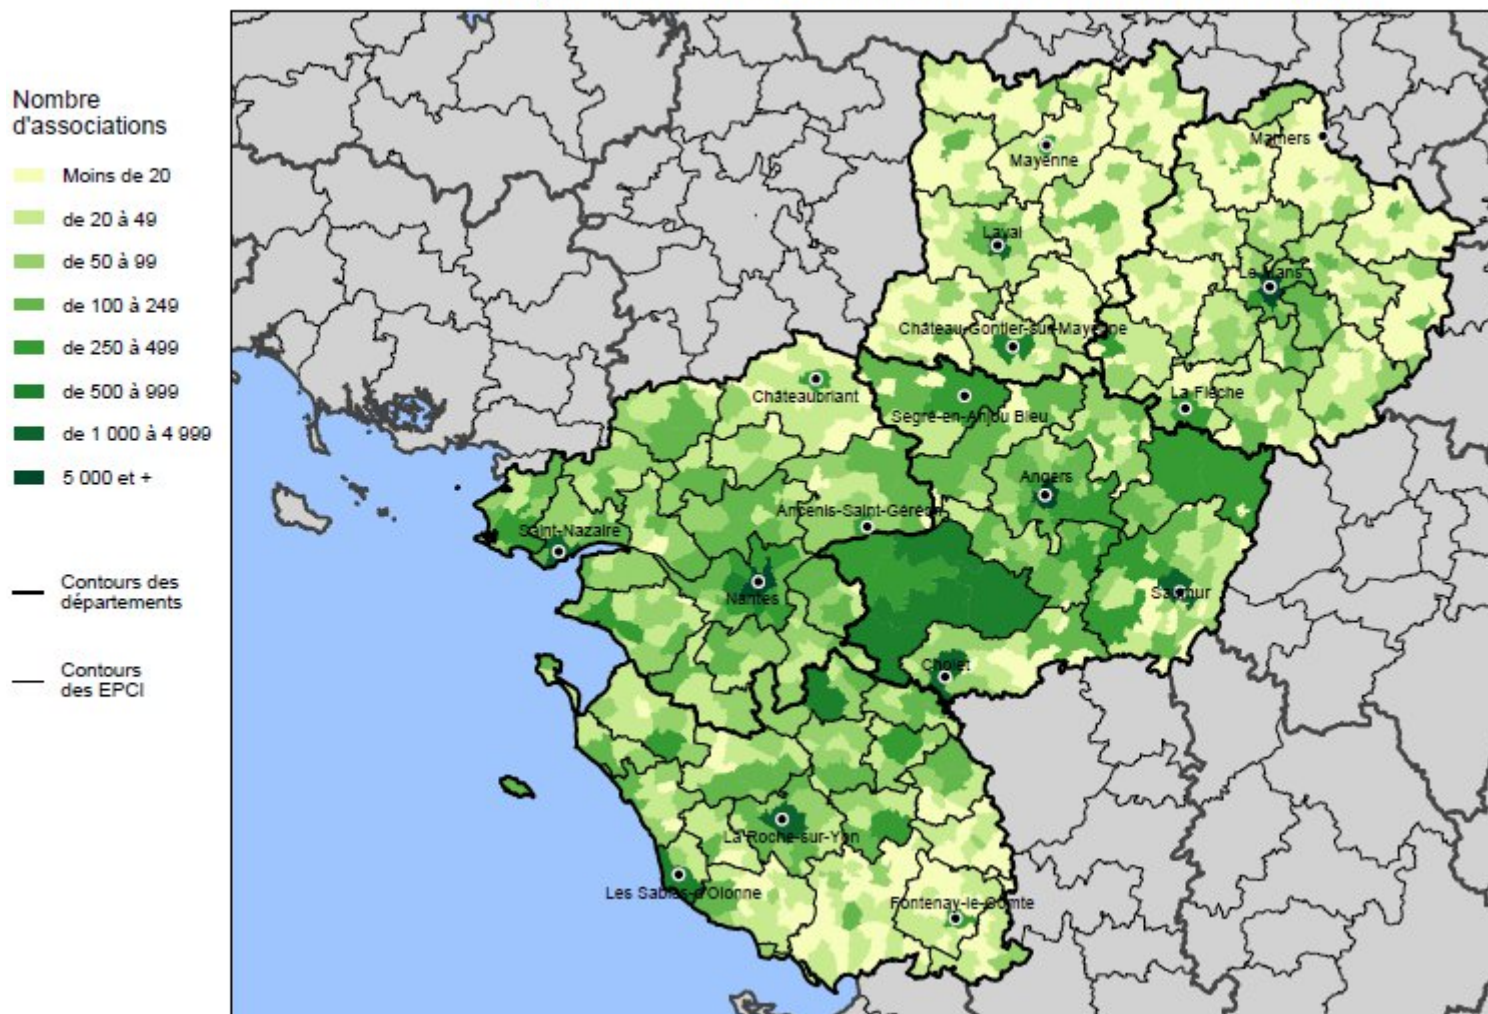 Nombre
d'associations
Moins de 20
de 20 à 49
de 50 à 99
de 100 à 249
de 250 à 499
de 500 à 999
de 1 000 à 4 999
5 000 et +
Contours des
départements
Contours
des EPCI
Mamers
Mayenne
Laval
Le Mans
Château-Gontier-sur-Mayenne
Châteaubriant
La Flèche
Segré-en-Anjou Bleu
Angers
Ancenis-Saint-Géréon
Saint-Nazaire
Nantes
Saumur
Cholet
La Roche-sur-Yon
Les Sables-d'Olonne
Fontenay-le-Comte